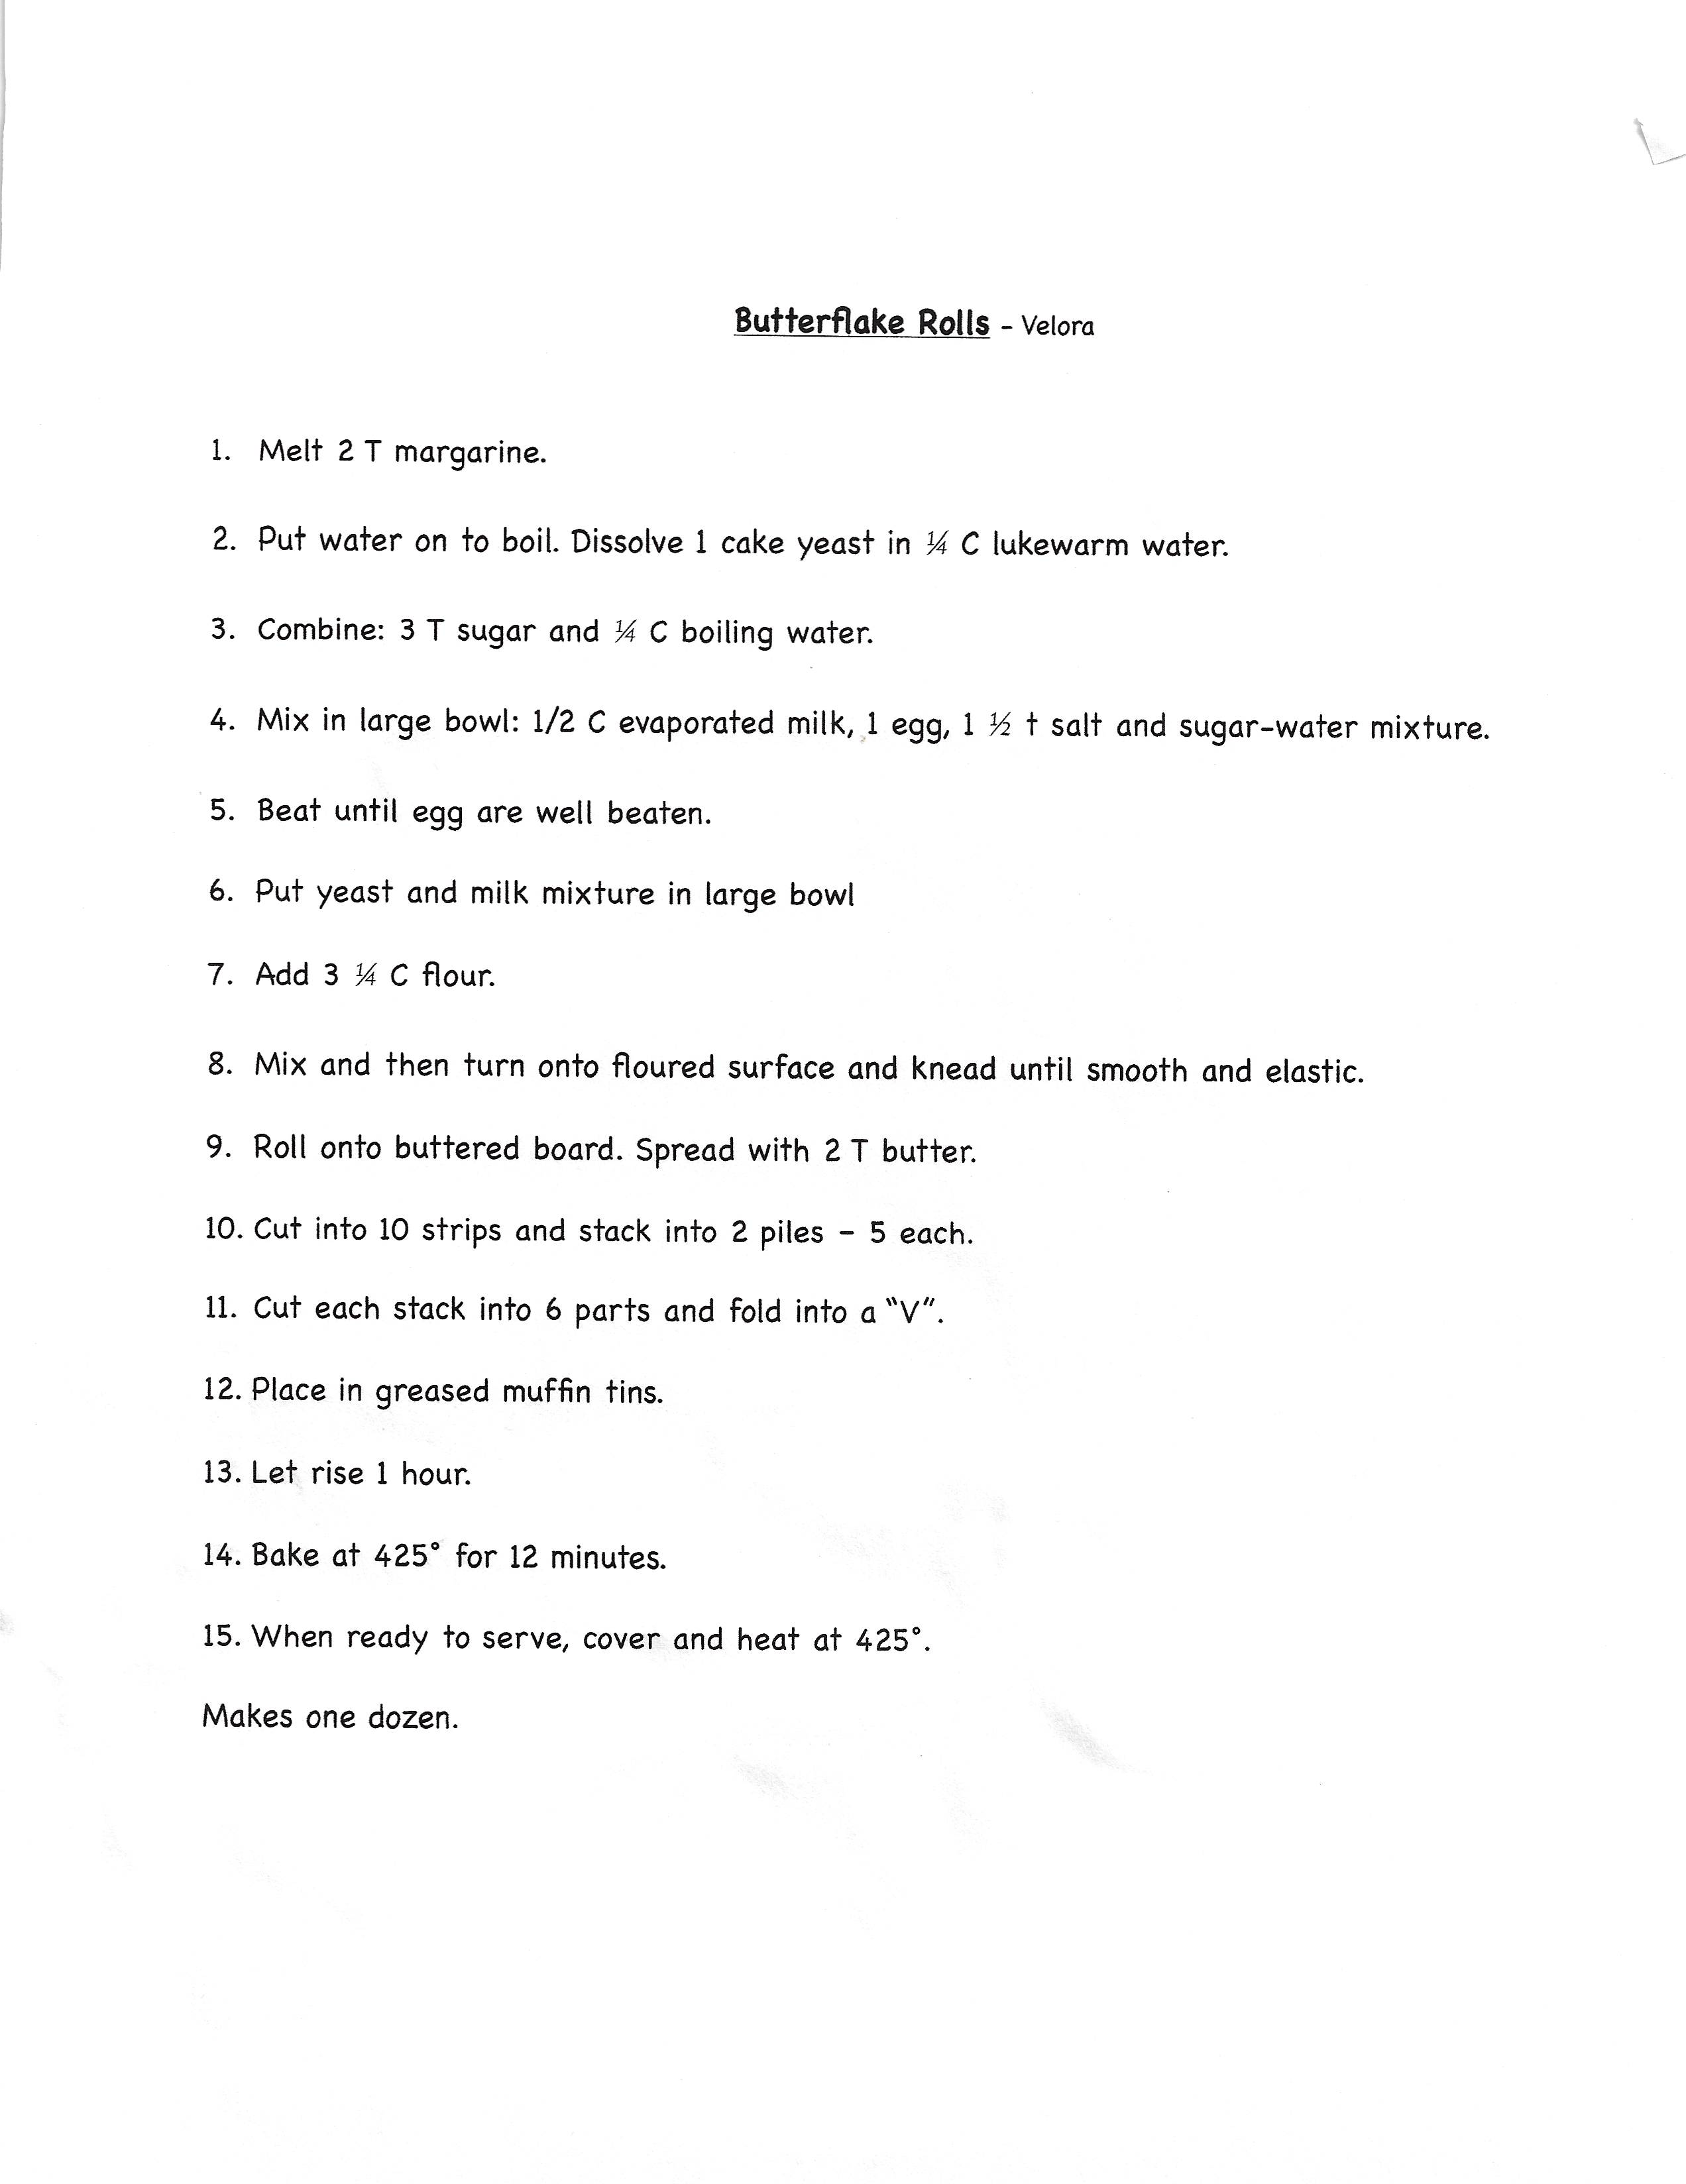 Butterflake Rolls - Velora
1. Melt 2 T margarine.
2. Put water on to boil. Dissolve 1 cake yeast in ¼ C lukewarm water.
3. Combine: 3 T sugar and ¼ C boiling water.
4. Mix in large bowl: 1/2 C evaporated milk, 1 egg, 1 ½ t salt and sugar-water mixture.
5. Beat until egg are well beaten.
6. Put yeast and milk mixture in large bowl
7. Add 3 ¼ C flour.
8. Mix and then turn onto floured surface and knead until smooth and elastic.
9. Roll onto buttered board. Spread with 2 T butter.
10. Cut into 10 strips and stack into 2 piles - 5 each.
11. Cut each stack into 6 parts and fold into a "V".
12. Place in greased muffin tins.
13. Let rise 1 hour.
14. Bake at 425° for 12 minutes.
15. When ready to serve, cover and heat at 425°.
Makes one dozen.